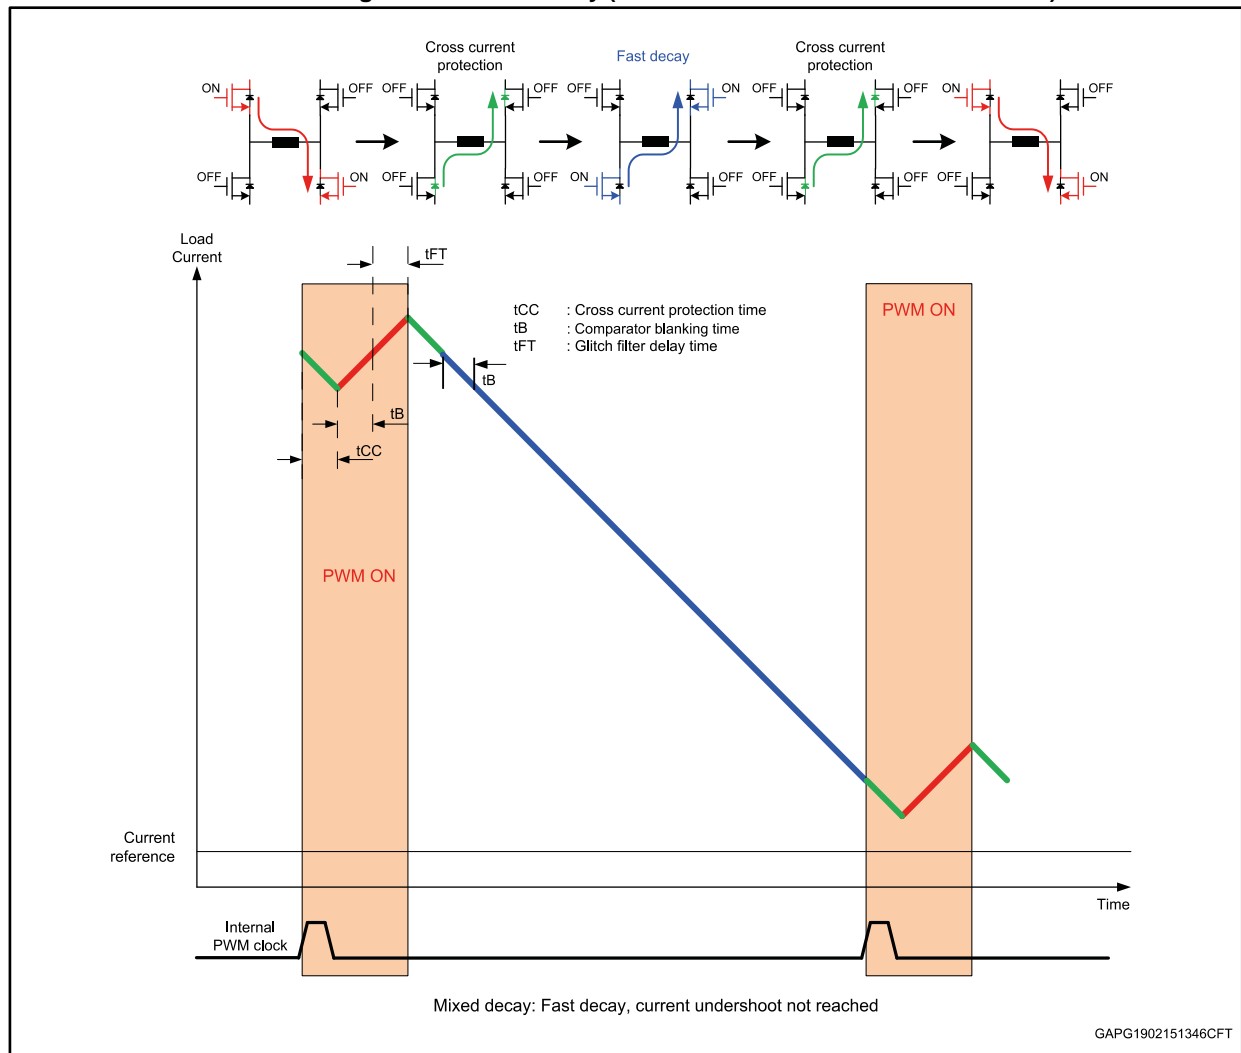 Cross current
protection
Fast decay
Cross current
protection
ON
OFF
OFF
OFF
OFF
ON
OFF
OFF
ON
OFF
OFF
ON
OFF
OFF
ON
OFF
OFF
OFF
OFF
ON
Load
Current
tFT
tCC : Cross current protection time
tB : Comparator blanking time
tFT : Glitch filter delay time
PWM ON
tB
tB
tCC
PWM ON
Current
reference
Time
Internal
PWM clock
Mixed decay: Fast decay, current undershoot not reached
GAPG1902151346CFT